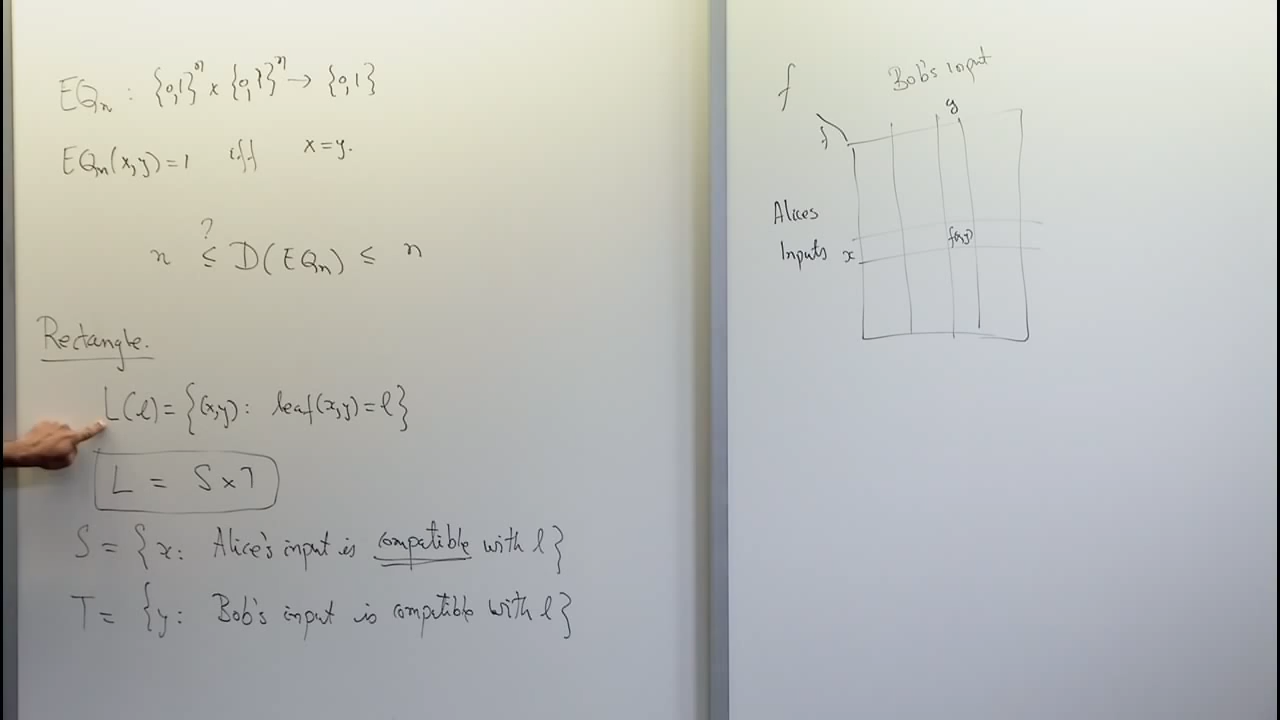 EQₙ : {0,1}ⁿ × {0,1}ⁿ → {0,1}
EQₙ(x,y)=1 iff x=y.
n ?≤ D(EQₙ) ≤ n
Rectangle.
L(ℓ) = {(x,y): leaf(x,y)=ℓ}
L = S×T
S = {x: Alice's input is compatible with ℓ}
T = {y: Bob's input is compatible with ℓ}
f
Bob's input
y
f
Alices
Inputs x
f(x,y)